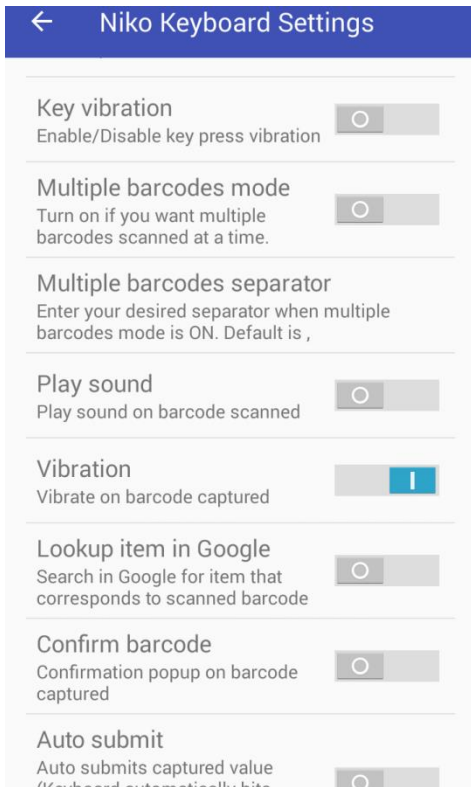 Niko Keyboard Settings
Key vibration
Enable/Disable key press vibration
Multiple barcodes mode
Turn on if you want multiple
barcodes scanned at a time.
Multiple barcodes separator
Enter your desired separator when multiple
barcodes mode is ON. Default is ,
Play sound
Play sound on barcode scanned
Vibration
Vibrate on barcode captured
Lookup item in Google
Search in Google for item that
corresponds to scanned barcode
Confirm barcode
Confirmation popup on barcode
captured
Auto submit
Auto submits captured value
(Keyboard automatically hits